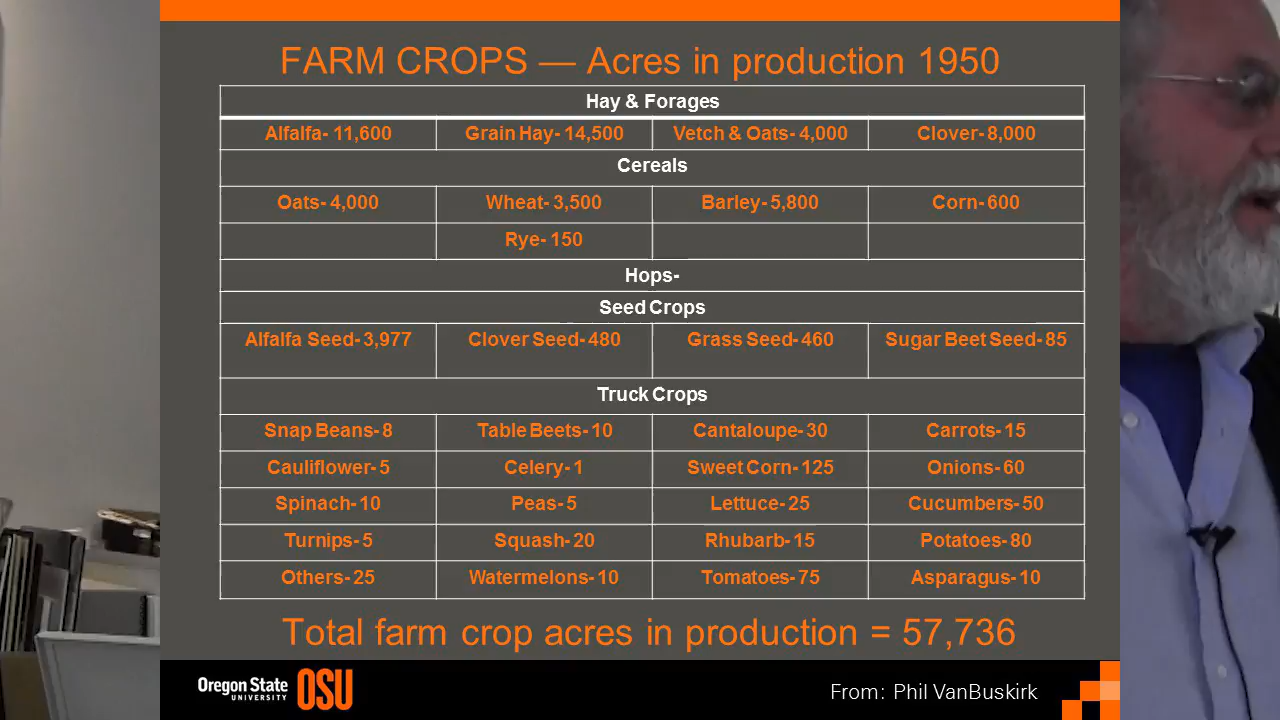 FARM CROPS — Acres in production 1950
Hay & Forages
Alfalfa- 11,600 Grain Hay- 14,500 Vetch & Oats- 4,000 Clover- 8,000
Cereals
Oats- 4,000 Wheat- 3,500 Barley- 5,800 Corn- 600
Rye- 150
Hops-
Seed Crops
Alfalfa Seed- 3,977 Clover Seed- 480 Grass Seed- 460 Sugar Beet Seed- 85
Truck Crops
Snap Beans- 8 Table Beets- 10 Cantaloupe- 30 Carrots- 15
Cauliflower- 5 Celery- 1 Sweet Corn- 125 Onions- 60
Spinach- 10 Peas- 5 Lettuce- 25 Cucumbers- 50
Turnips- 5 Squash- 20 Rhubarb- 15 Potatoes- 80
Others- 25 Watermelons- 10 Tomatoes- 75 Asparagus- 10
Total farm crop acres in production = 57,736
Oregon State
UNIVERSITY
OSU
From: Phil VanBuskirk